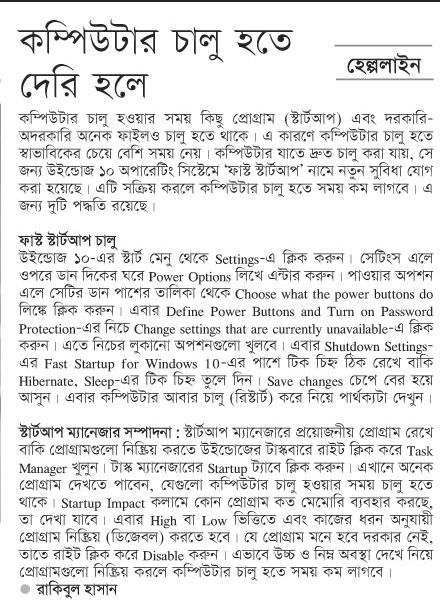 কম্পিউটার চালু হতে
দেরি হলে
হেল্পলাইন
কম্পিউটার চালু হওয়ার সময় কিছু প্রোগ্রাম (স্টার্টআপ) এবং দরকারি-
অদরকারি অনেক ফাইলও চালু হতে থাকে। এ কারণে কম্পিউটার চালু হতে
স্বাভাবিকের চেয়ে বেশি সময় নেয়। কম্পিউটার যাতে দ্রুত চালু করা যায়, সে
জন্য উইন্ডোজ ১০ অপারেটিং সিস্টেমে ‘ফাস্ট স্টার্টআপ’ নামে নতুন সুবিধা যোগ
করা হয়েছে। এটি সক্রিয় করলে কম্পিউটার চালু হতে সময় কম লাগবে। এ
জন্য দুটি পদ্ধতি রয়েছে।
ফাস্ট স্টার্টআপ চালু
উইন্ডোজ ১০-এর স্টার্ট মেনু থেকে Settings-এ ক্লিক করুন। সেটিংস এলে
ওপরে ডান দিকের ঘরে Power Options লিখে এন্টার করুন। পাওয়ার অপশন
এলে সেটির ডান পাশের তালিকা থেকে Choose what the power buttons do
লিঙ্কে ক্লিক করুন। এবার Define Power Buttons and Turn on Password
Protection-এর নিচে Change settings that are currently unavailable-এ ক্লিক
করুন। এতে নিচের লুকানো অপশনগুলো খুলবে। এবার Shutdown Settings-
এর Fast Startup for Windows 10-এর পাশে টিক চিহ্ন ঠিক রেখে বাকি
Hibernate, Sleep-এর টিক চিহ্ন তুলে দিন। Save changes চেপে বের হয়ে
আসুন। এবার কম্পিউটার আবার চালু (রিস্টার্ট) করে নিয়ে পার্থক্যটা দেখুন।
স্টার্টআপ ম্যানেজার সম্পাদনা : স্টার্টআপ ম্যানেজারে প্রয়োজনীয় প্রোগ্রাম রেখে
বাকি প্রোগ্রামগুলো নিষ্ক্রিয় করতে উইন্ডোজের টাস্কবারে রাইট ক্লিক করে Task
Manager খুলুন। টাস্ক ম্যানেজারের Startup ট্যাবে ক্লিক করুন। এখানে অনেক
প্রোগ্রাম দেখতে পাবেন, যেগুলো কম্পিউটার চালু হওয়ার সময় চালু হতে
থাকে। Startup Impact কলামে কোন প্রোগ্রাম কত মেমোরি ব্যবহার করছে,
তা দেখা যাবে। এবার High বা Low ভিত্তিতে এবং কাজের ধরন অনুযায়ী
প্রোগ্রাম নিষ্ক্রিয় (ডিজেবল) করতে হবে। যে প্রোগ্রাম মনে হবে দরকার নেই,
তাতে রাইট ক্লিক করে Disable করুন। এভাবে উচ্চ ও নিম্ন অবস্থা দেখে নিয়ে
প্রোগ্রামগুলো নিষ্ক্রিয় করলে কম্পিউটার চালু হতে সময় কম লাগবে।
● রাকিবুল হাসান